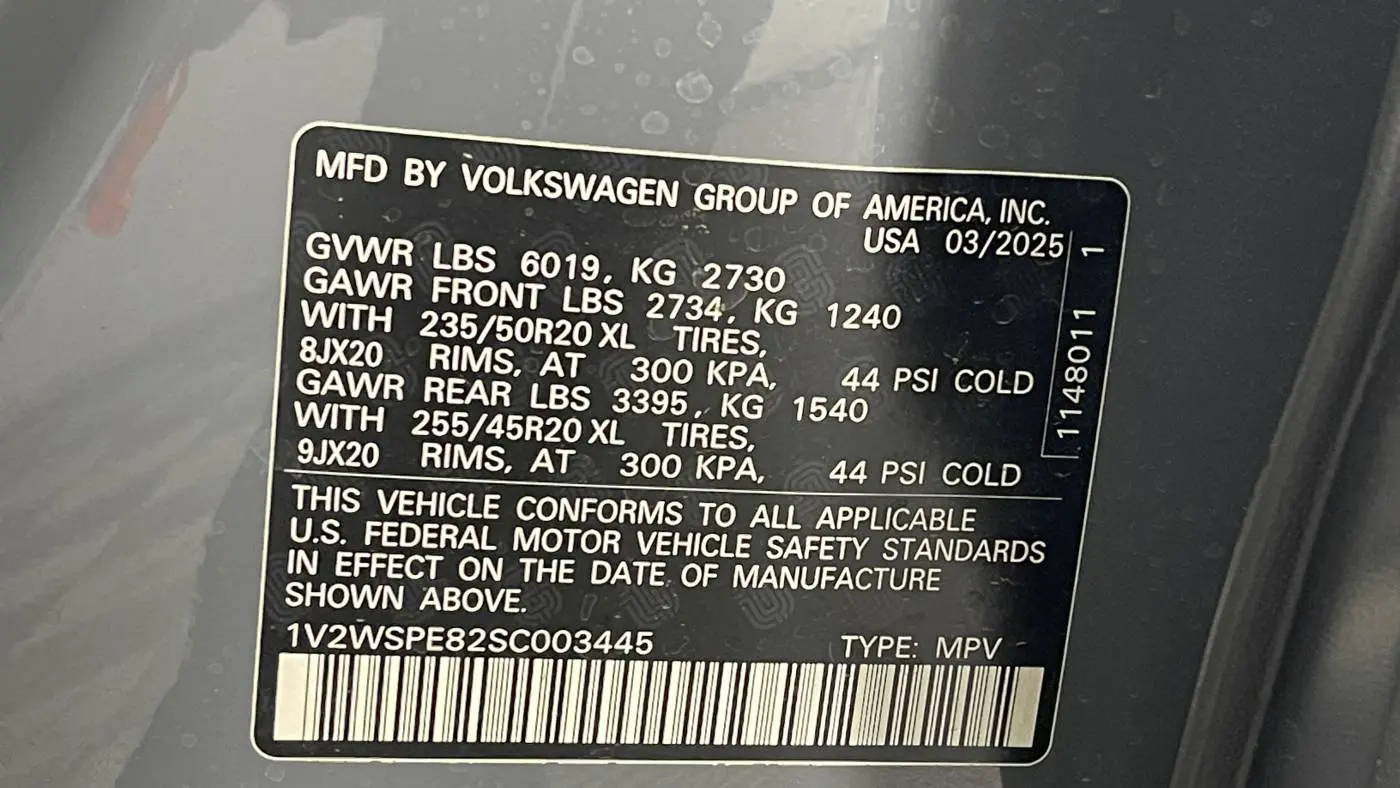 MFD BY VOLKSWAGEN GROUP OF AMERICA, INC.
USA 03/2025
GVWR LBS 6019, KG 2730
GAWR FRONT LBS 2734, KG 1240
WITH 235/50R20 XL TIRES,
8JX20 RIMS, AT 300 KPA, 44 PSI COLD
GAWR REAR LBS 3395, KG 1540
WITH 255/45R20 XL TIRES,
9JX20 RIMS, AT 300 KPA, 44 PSI COLD
1148011 1
THIS VEHICLE CONFORMS TO ALL APPLICABLE
U.S. FEDERAL MOTOR VEHICLE SAFETY STANDARDS
IN EFFECT ON THE DATE OF MANUFACTURE
SHOWN ABOVE.
1V2WSPE82SC003445 TYPE: MPV